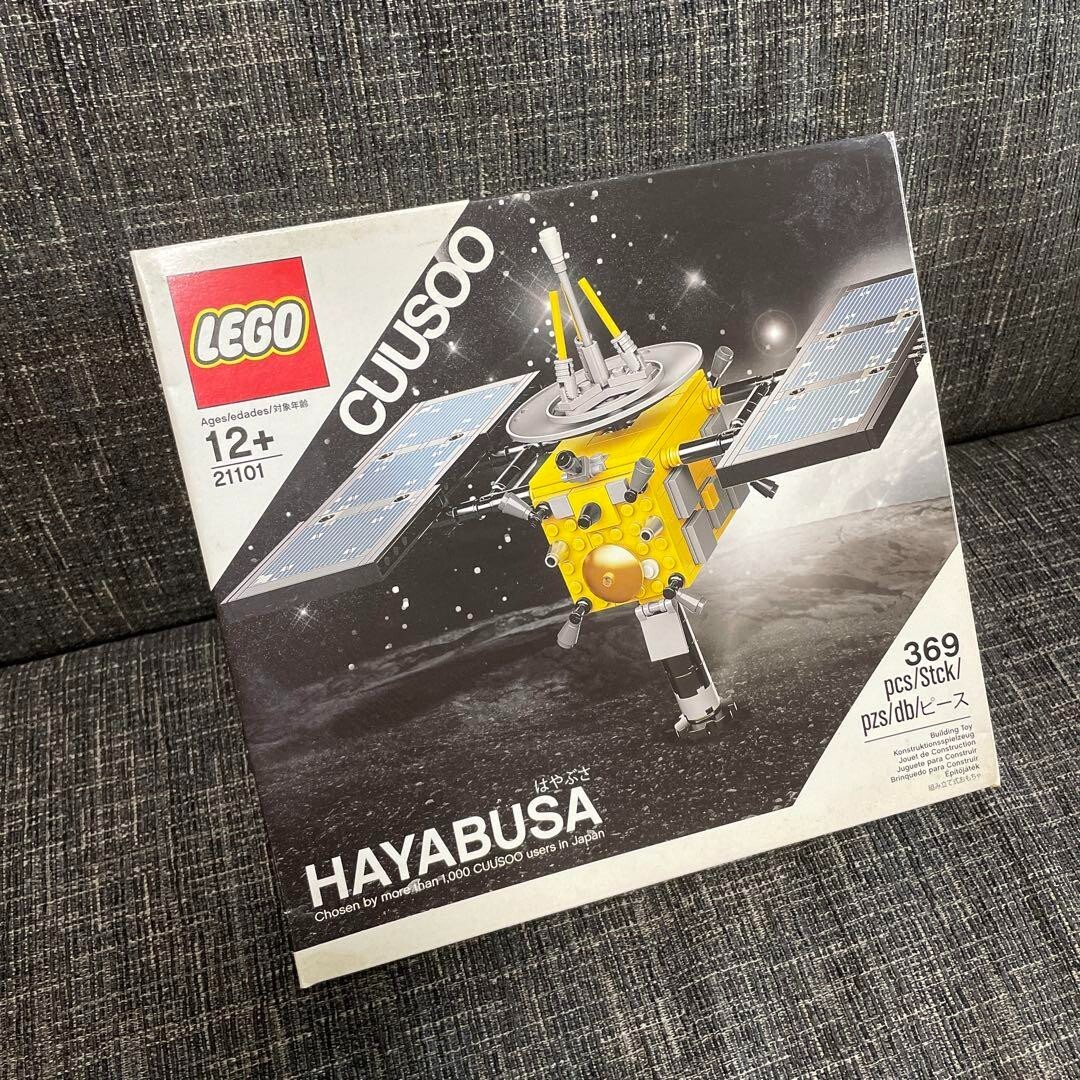 LEGO
CUUSOO
Ages/edades/対象年齢
12+
21101
369
pcs/Stck/
pzs/db/ピース
Building Toy
Konstruktionsspielzeug
Jouet de Construction
Juguete para Construir
Brinquedo para Construir
Építőjáték
組み立て式おもちゃ
はやぶさ
HAYABUSA
Chosen by more than 1,000 CUUSOO users in Japan